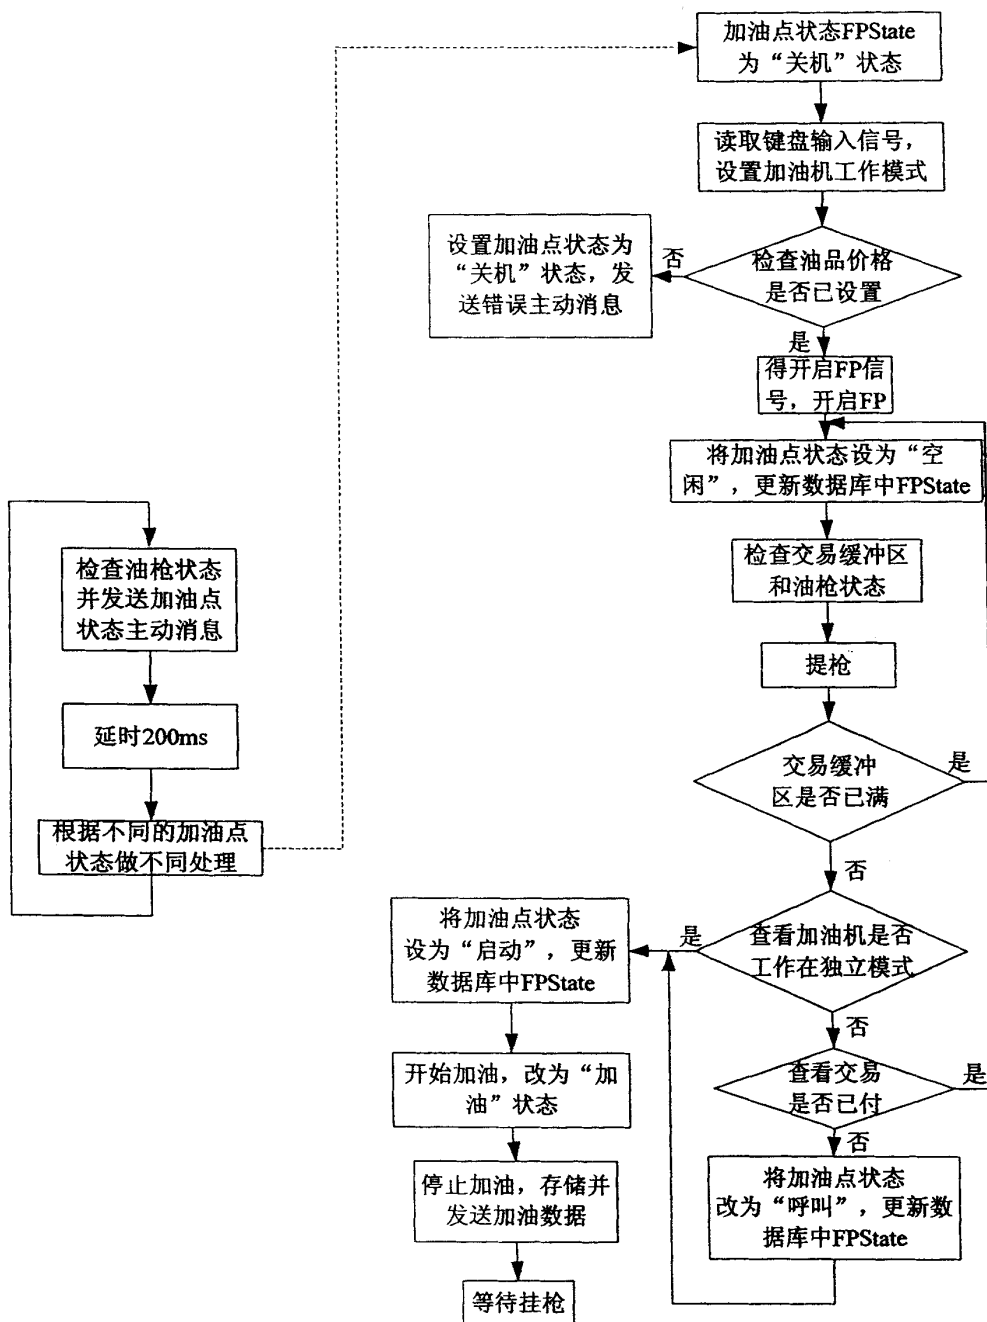 加油点状态FPState
为“关机”状态
读取键盘输入信号,
设置加油机工作模式
设置加油点状态为
“关机”状态, 发
送错误主动消息
否
检查油品价格
是否已设置
是
得开启FP信
号, 开启FP
将加油点状态设为“空
闲”, 更新数据库中FPState
检查交易缓冲区
和油枪状态
提枪
交易缓冲
区是否已满
是
否
检查油枪状态
并发送加油点
状态主动消息
延时200ms
根据不同的加油点
状态做不同处理
查看加油机是否
工作在独立模式
是
否
将加油点状态
设为“启动”, 更新
数据库中FPState
开始加油, 改为“加
油”状态
停止加油, 存储并
发送加油数据
等待挂枪
查看交易
是否已付
是
否
将加油点状态
改为“呼叫”, 更新数
据库中FPState